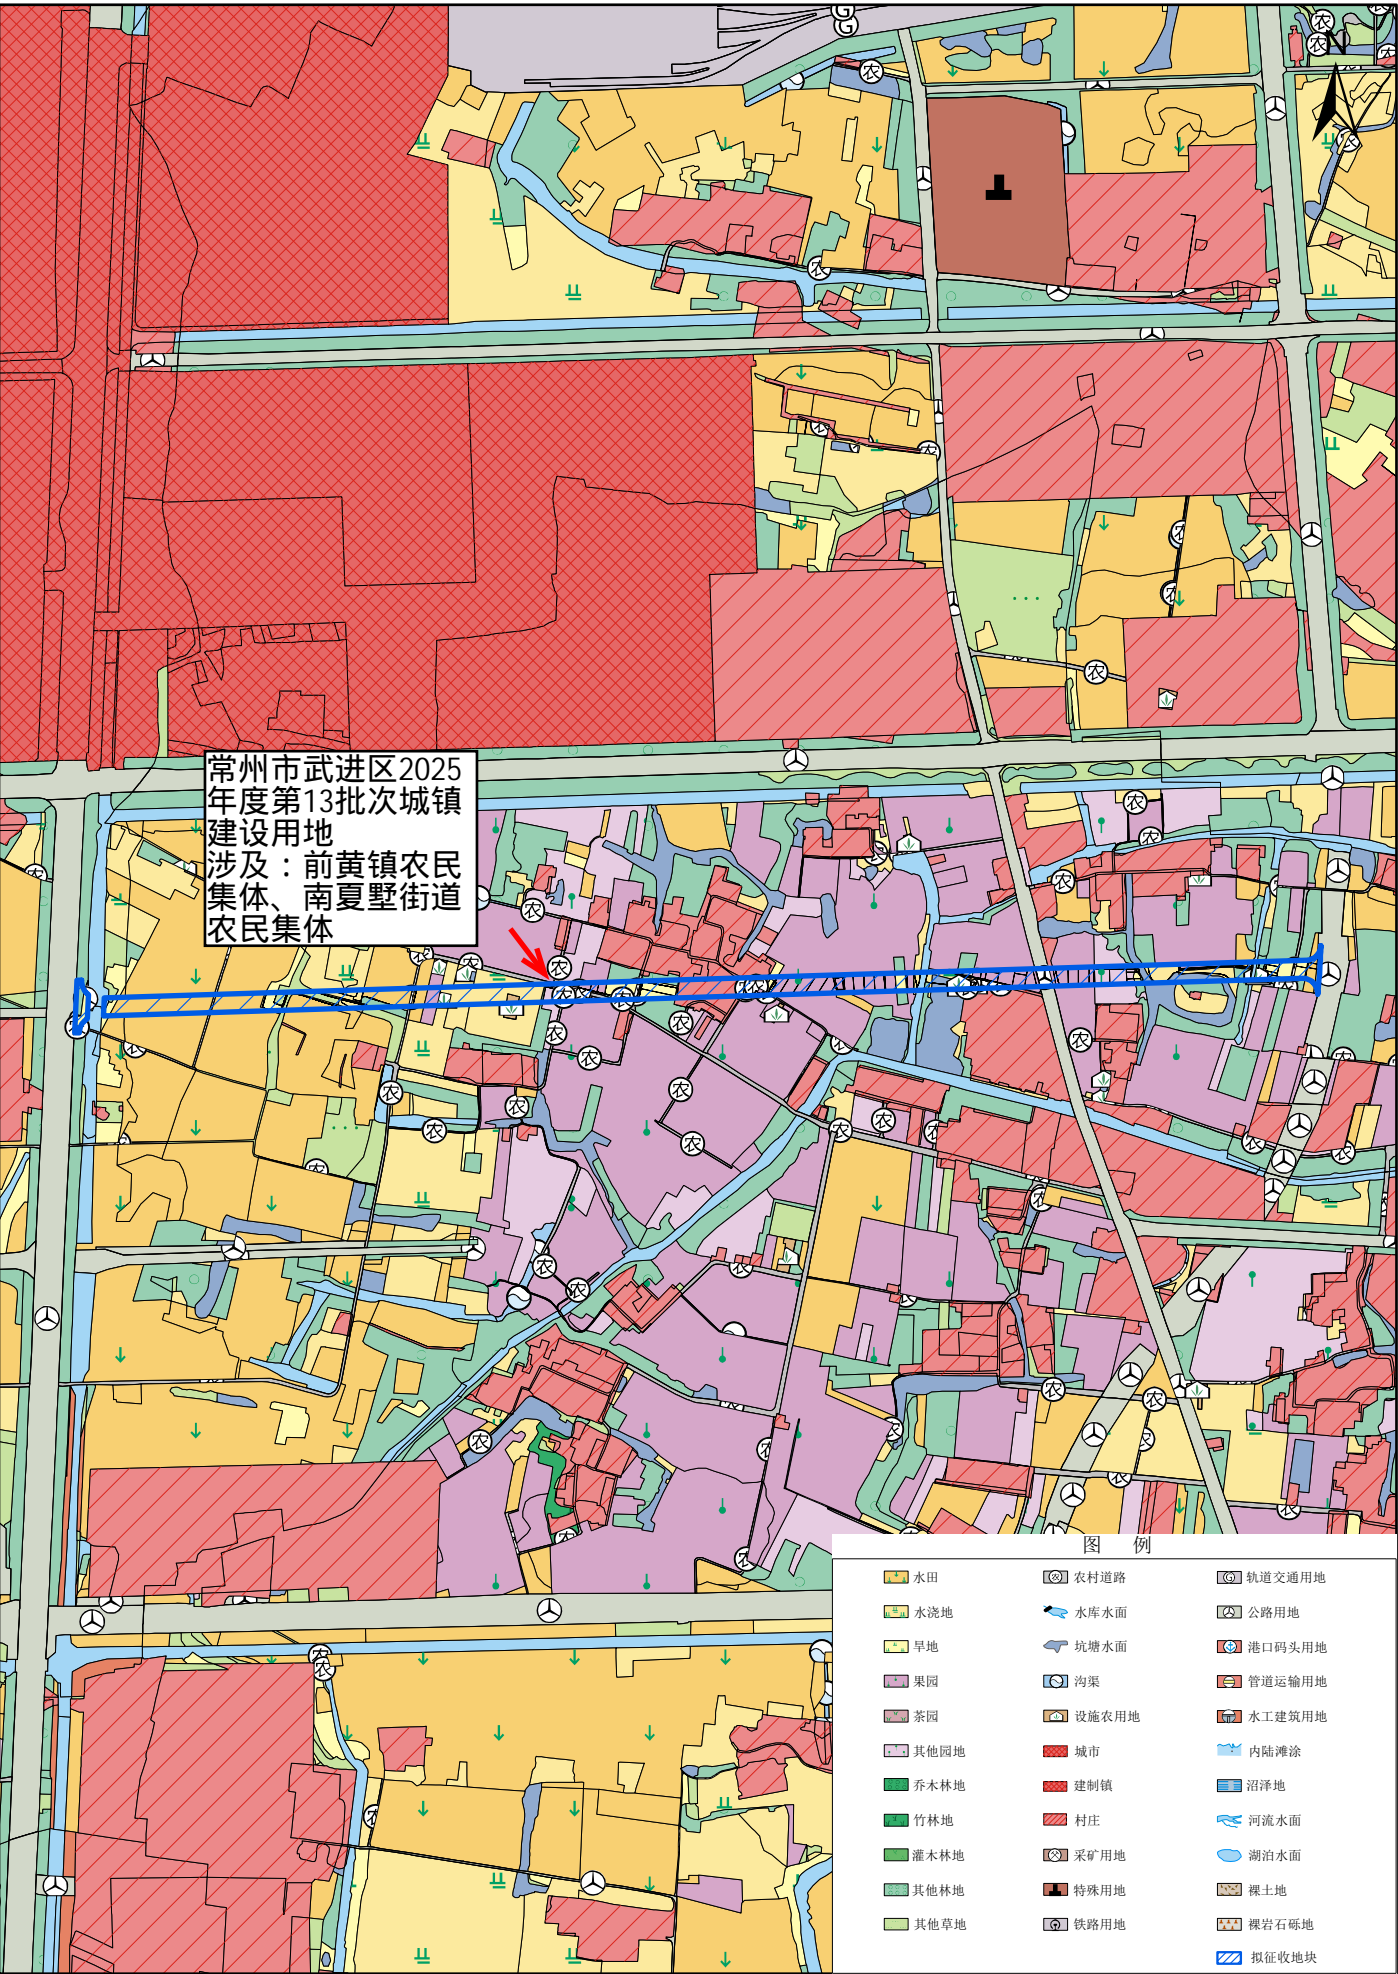 N
常州市武进区2025
年度第13批次城镇
建设用地
涉及：前黄镇农民
集体、南夏墅街道
农民集体
图 例
水田
农村道路
轨道交通用地
水浇地
水库水面
公路用地
旱地
坑塘水面
港口码头用地
果园
沟渠
管道运输用地
茶园
设施农用地
水工建筑用地
其他园地
城市
内陆滩涂
乔木林地
建制镇
沼泽地
竹林地
村庄
河流水面
灌木林地
采矿用地
湖泊水面
其他林地
特殊用地
裸土地
其他草地
铁路用地
裸岩石砾地
拟征收地块